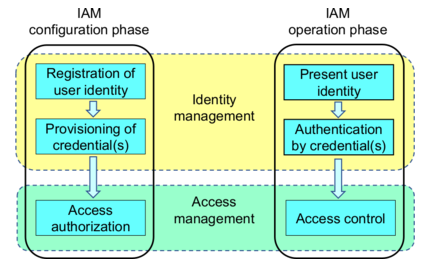 IAM
configuration phase
IAM
operation phase
Registration of
user identity
Present user
identity
Identity
management
Provisioning of
credential(s)
Authentication
by credential(s)
Access
management
Access
authorization
Access control